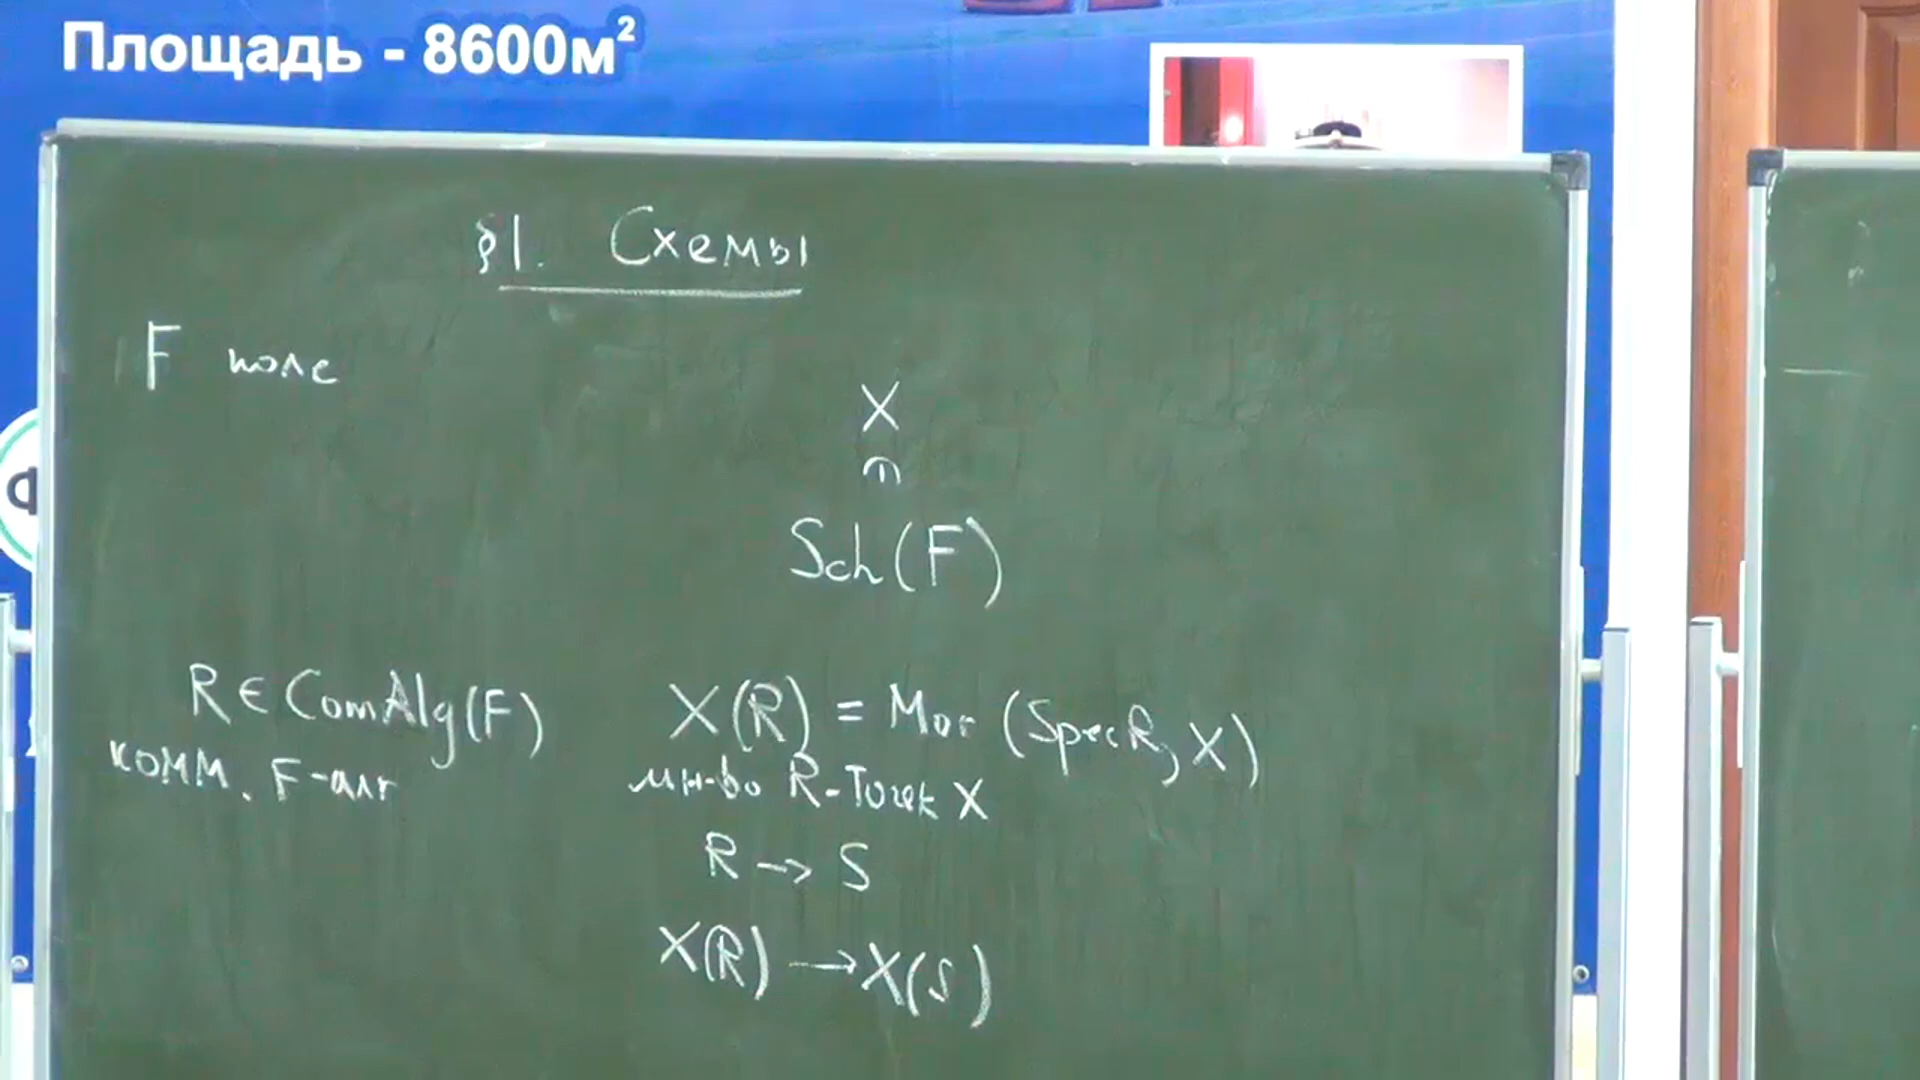 Площадь - 8600м²
§1. Схемы
F поле
X
∩
Sch(F)
R ∈ ComAlg(F)
X(R) = Mor (Spec R, X)
комм. F-алг
мн-во R-точек X
R → S
X(R) → X(S)